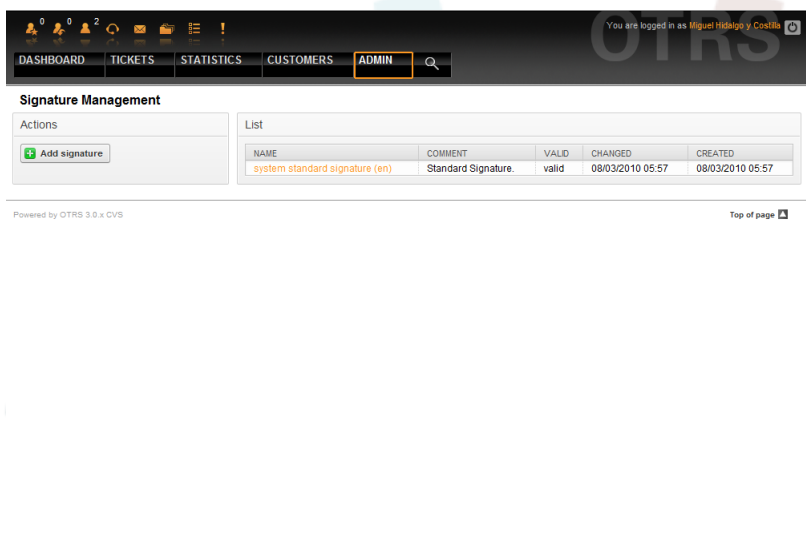 0 0 2
You are logged in as Miguel Hidalgo y Costilla
OTRS
DASHBOARD TICKETS STATISTICS CUSTOMERS ADMIN
Signature Management
Actions
Add signature
List
NAME COMMENT VALID CHANGED CREATED
system standard signature (en) Standard Signature. valid 08/03/2010 05:57 08/03/2010 05:57
Powered by OTRS 3.0.x CVS
Top of page